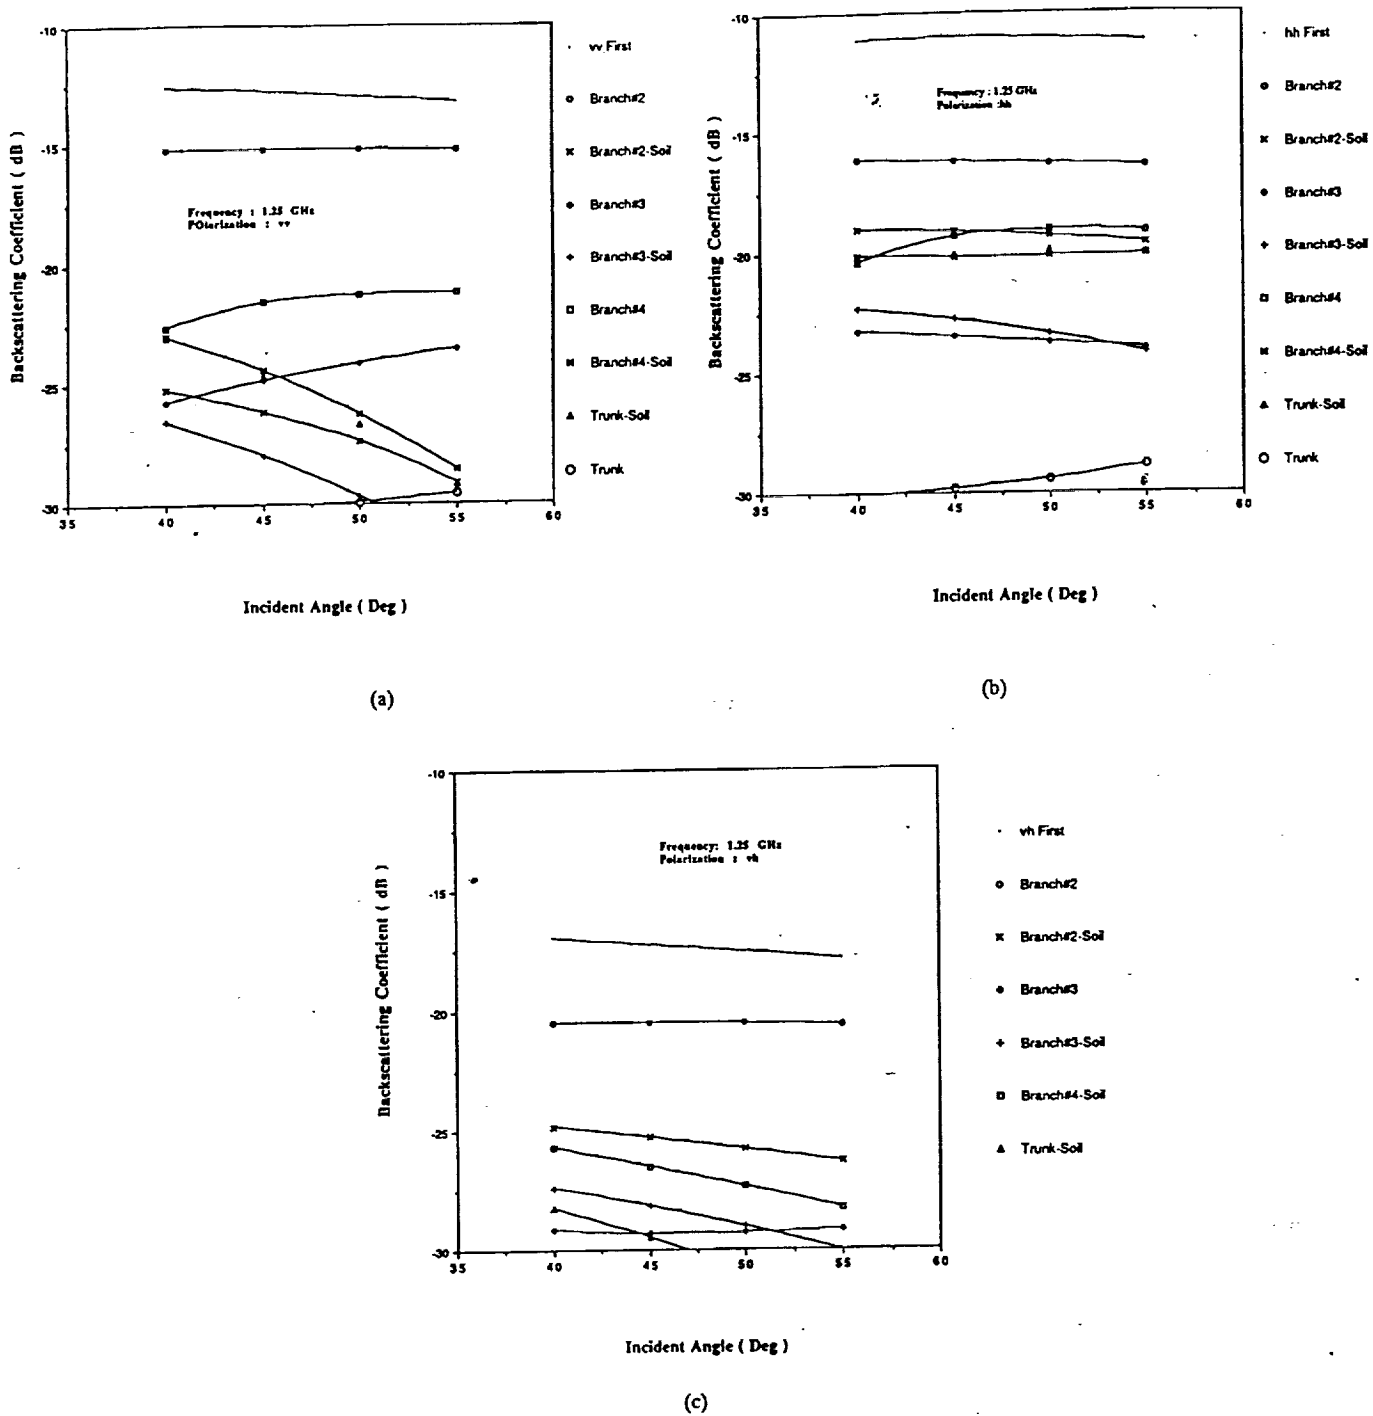 -10
-15
-20
-25
-30
35
40
45
50
55
60
Backscattering Coefficient ( dB )
Frequency : 1.25 GHz
POlarization : vv
Incident Angle ( Deg )
vv First
Branch#2
Branch#2-Soil
Branch#3
Branch#3-Soil
Branch#4
Branch#4-Soil
Trunk-Soil
Trunk
(a)
-10
-15
-20
-25
-30
35
40
45
50
55
60
Backscattering Coefficient ( dB )
Frequency : 1.25 GHz
Polarization :hh
Incident Angle ( Deg )
hh First
Branch#2
Branch#2-Soil
Branch#3
Branch#3-Soil
Branch#4
Branch#4-Soil
Trunk-Soil
Trunk
(b)
-10
-15
-20
-25
-30
35
40
45
50
55
60
Backscattering Coefficient ( dB )
Frequency: 1.25 GHz
Polarization : vh
Incident Angle ( Deg )
vh First
Branch#2
Branch#2-Soil
Branch#3
Branch#3-Soil
Branch#4-Soil
Trunk-Soil
(c)